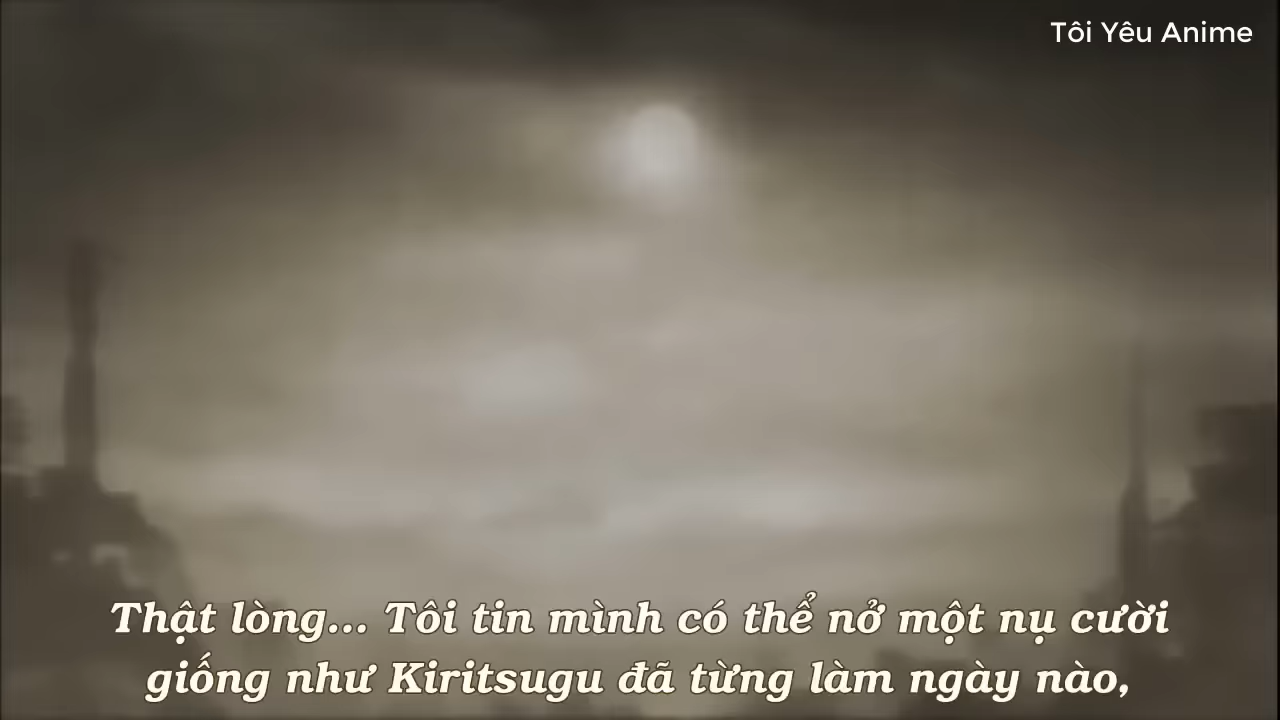 Tôi Yêu Anime
Thật lòng... Tôi tin mình có thể nở một nụ cười
giống như Kiritsugu đã từng làm ngày nào,